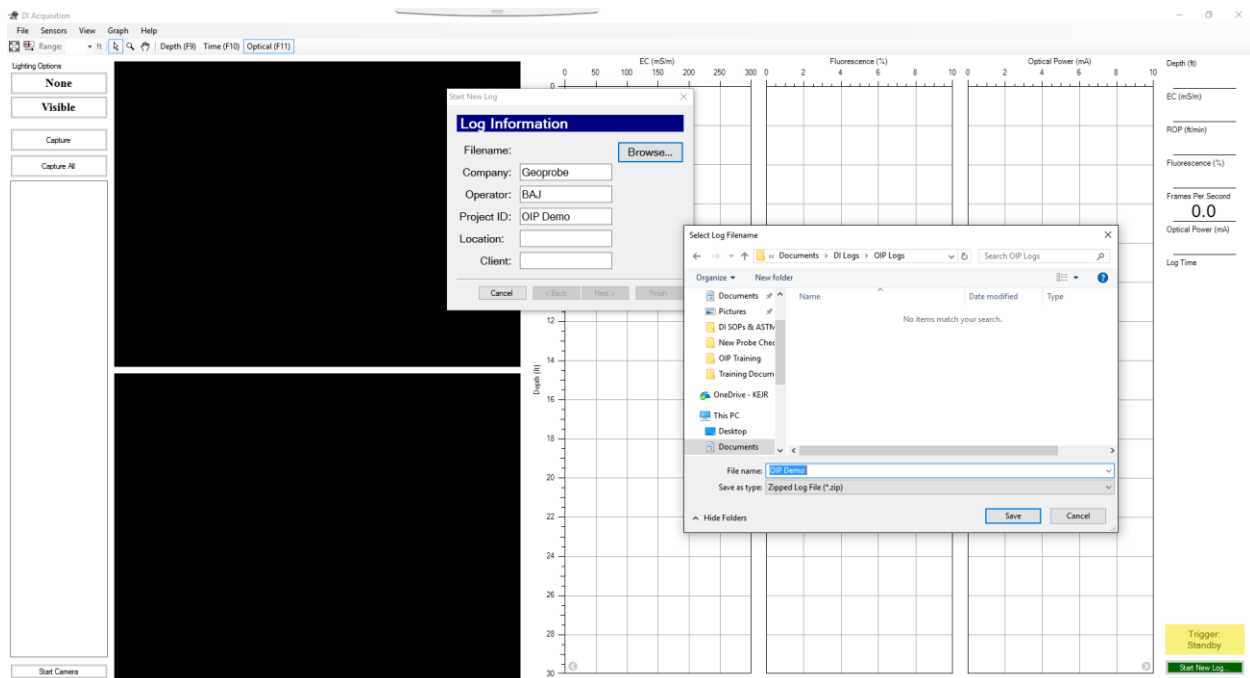 DI Acquisition
File Sensors View Graph Help
Range: ft Depth (F9) Time (F10) Optical (F11)
Lighting Options
None
Visible
Capture
Capture All
Start Camera
Start New Log
Log Information
Filename: Browse...
Company: Geoprobe
Operator: BAJ
Project ID: OIP Demo
Location:
Client:
Cancel < Back Next > Finish
EC (mS/m) Fluorescence (%) Optical Power (mA)
0 50 100 150 200 250 300 0 2 4 6 8 10 0 2 4 6 8 10
0
12
14
16
18
20
22
24
26
28
30
Depth (ft)
Select Log Filename
« Documents › DI Logs › OIP Logs Search OIP Logs
Organize New folder
Documents
Pictures
DI SOPs & ASTM
New Probe Chec
OIP Training
Training Docum
OneDrive - KEJR
This PC
Desktop
Documents
Name Date modified Type
No items match your search.
File name: OIP Demo
Save as type: Zipped Log File (*.zip)
Hide Folders Save Cancel
Depth (ft)
EC (mS/m)
ROP (ft/min)
Fluorescence (%)
Frames Per Second
0.0
Optical Power (mA)
Log Time
Trigger:
Standby
Start New Log...